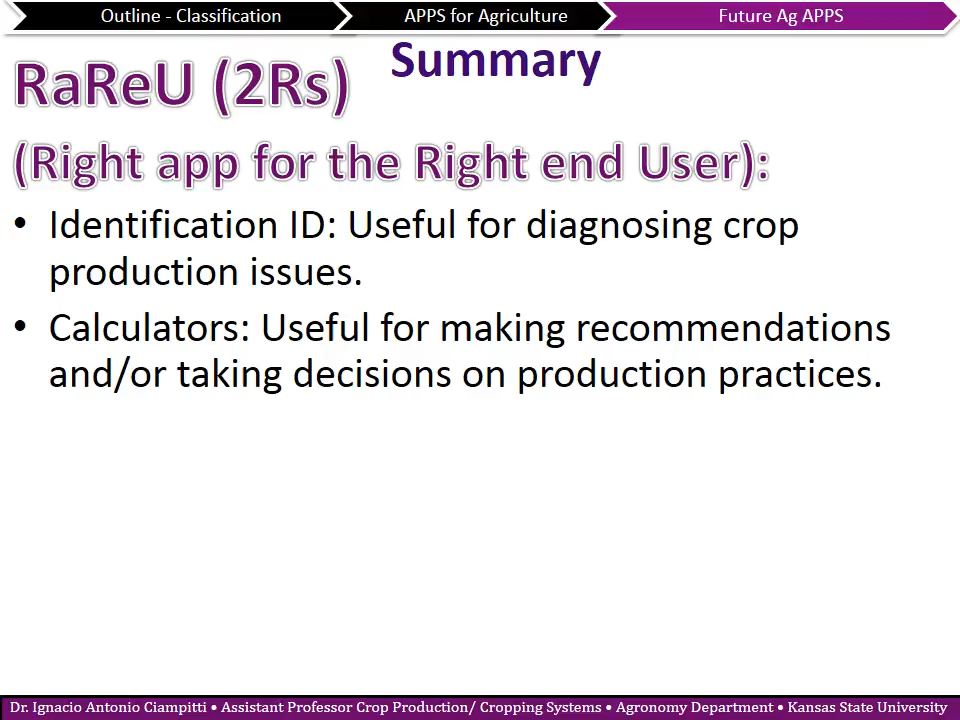 Outline - Classification
APPS for Agriculture
Future Ag APPS
Summary
RaReU (2Rs)
(Right app for the Right end User):
• Identification ID: Useful for diagnosing crop
production issues.
• Calculators: Useful for making recommendations
and/or taking decisions on production practices.
Dr. Ignacio Antonio Ciampitti • Assistant Professor Crop Production/ Cropping Systems • Agronomy Department • Kansas State University